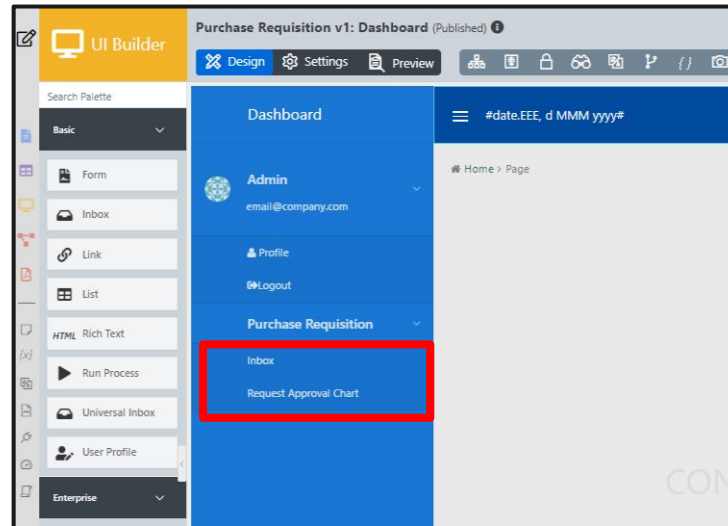 UI Builder
Purchase Requisition v1: Dashboard (Published)
Design Settings Preview
Search Palette
Basic
Form
Inbox
Link
List
HTML Rich Text
Run Process
Universal Inbox
User Profile
Enterprise
Dashboard
Admin
email@company.com
Profile
Logout
Purchase Requisition
Inbox
Request Approval Chart
#date.EEE, d MMM yyyy#
Home > Page
CON
{x}
{ }